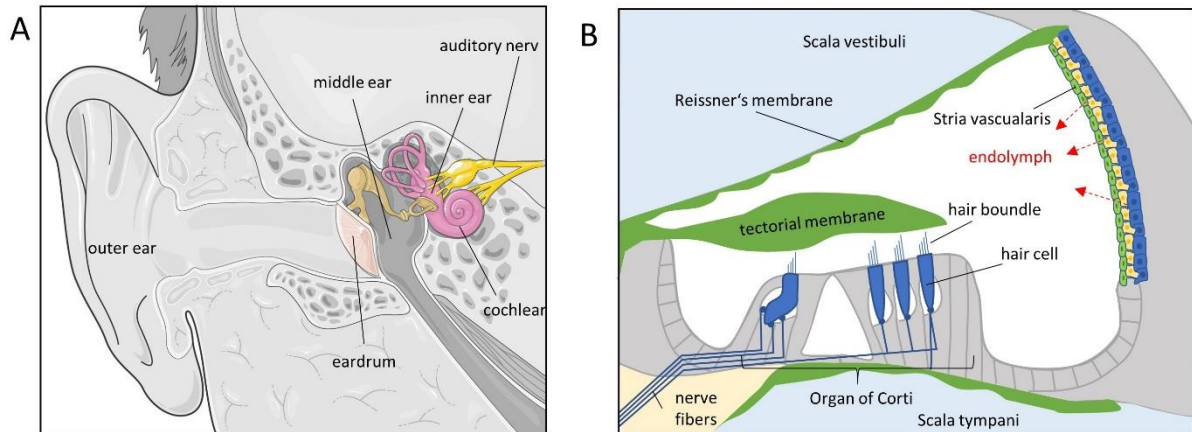 A
auditory nerv
middle ear
inner ear
outer ear
cochlear
eardrum
B
Scala vestibuli
Reissner‘s membrane
Stria vascualaris
endolymph
tectorial membrane
hair boundle
hair cell
nerve
fibers
Organ of Corti
Scala tympani